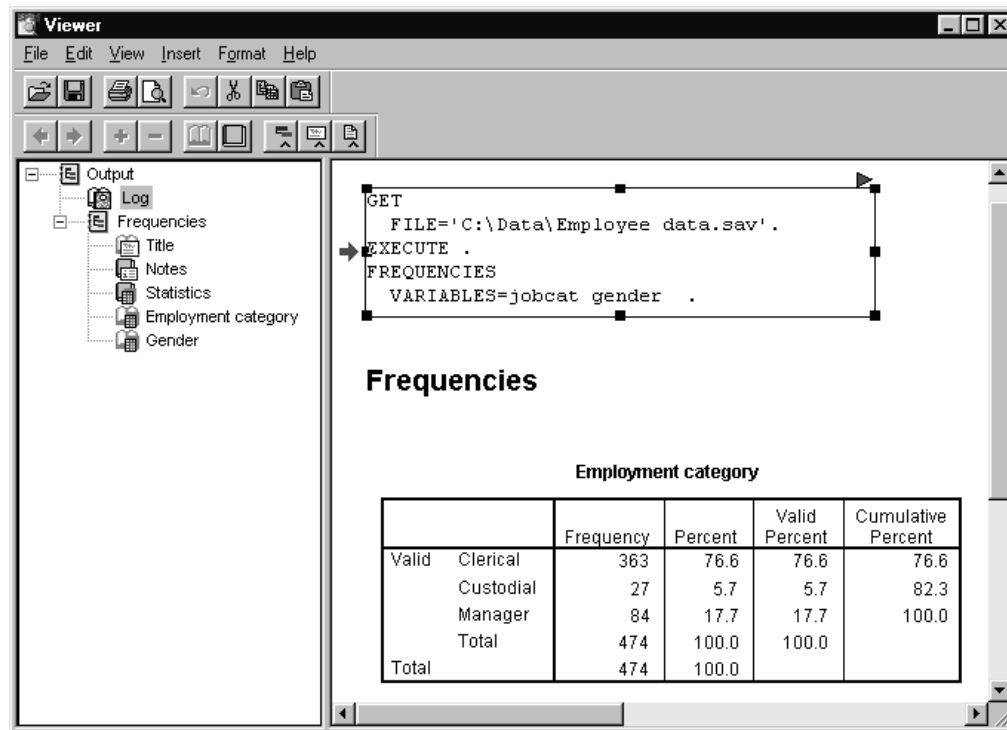 Viewer
File Edit View Insert Format Help
Output
Log
Frequencies
Title
Notes
Statistics
Employment category
Gender
GET
FILE='C:\Data\Employee data.sav'.
EXECUTE .
FREQUENCIES
VARIABLES=jobcat gender .
Frequencies
Employment category
Frequency Percent Valid Percent Cumulative Percent
Valid Clerical 363 76.6 76.6 76.6
Custodial 27 5.7 5.7 82.3
Manager 84 17.7 17.7 100.0
Total 474 100.0 100.0
Total 474 100.0